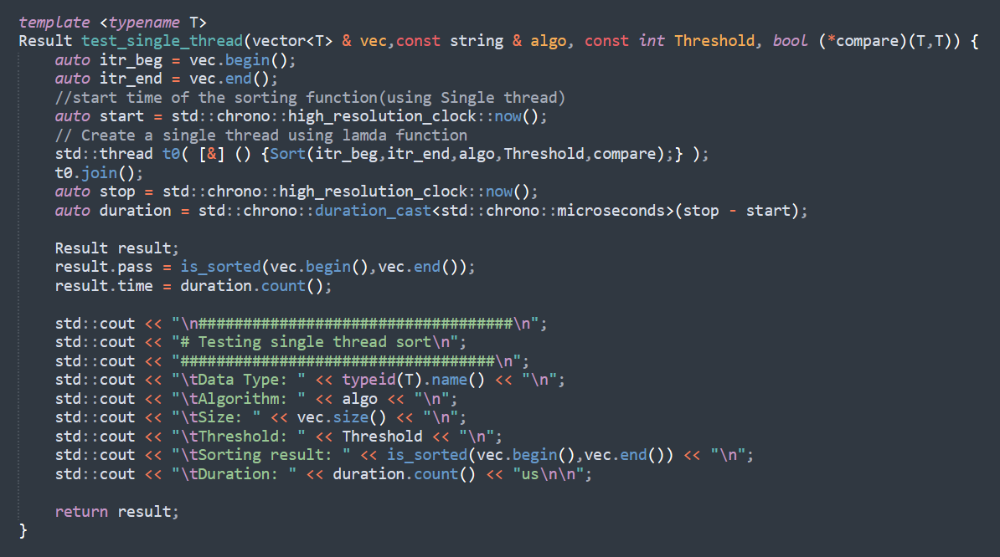 template <typename T>
Result test_single_thread(vector<T> & vec,const string & algo, const int Threshold, bool (*compare)(T,T)) {
    auto itr_beg = vec.begin();
    auto itr_end = vec.end();
    //start time of the sorting function(using Single thread)
    auto start = std::chrono::high_resolution_clock::now();
    // Create a single thread using lamda function
    std::thread t0( [&] () {Sort(itr_beg,itr_end,algo,Threshold,compare);} );
    t0.join();
    auto stop = std::chrono::high_resolution_clock::now();
    auto duration = std::chrono::duration_cast<std::chrono::microseconds>(stop - start);

    Result result;
    result.pass = is_sorted(vec.begin(),vec.end());
    result.time = duration.count();

    std::cout << "\n###################################\n";
    std::cout << "# Testing single thread sort\n";
    std::cout << "###################################\n";
    std::cout << "\tData Type: " << typeid(T).name() << "\n";
    std::cout << "\tAlgorithm: " << algo << "\n";
    std::cout << "\tSize: " << vec.size() << "\n";
    std::cout << "\tThreshold: " << Threshold << "\n";
    std::cout << "\tSorting result: " << is_sorted(vec.begin(),vec.end()) << "\n";
    std::cout << "\tDuration: " << duration.count() << "us\n\n";

    return result;
}